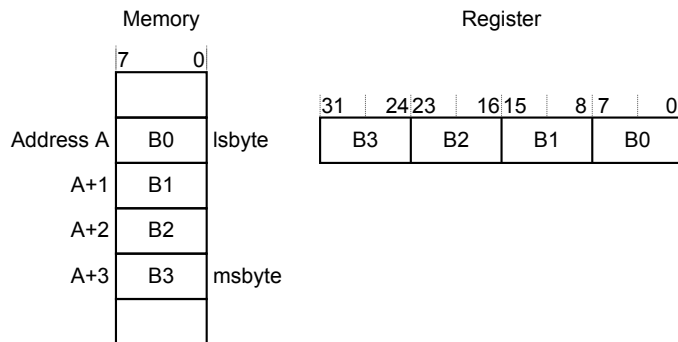 Memory Register
7 0
31 24 23 16 15 8 7 0
Address A B0 lsbyte B3 B2 B1 B0
A+1 B1
A+2 B2
A+3 B3 msbyte